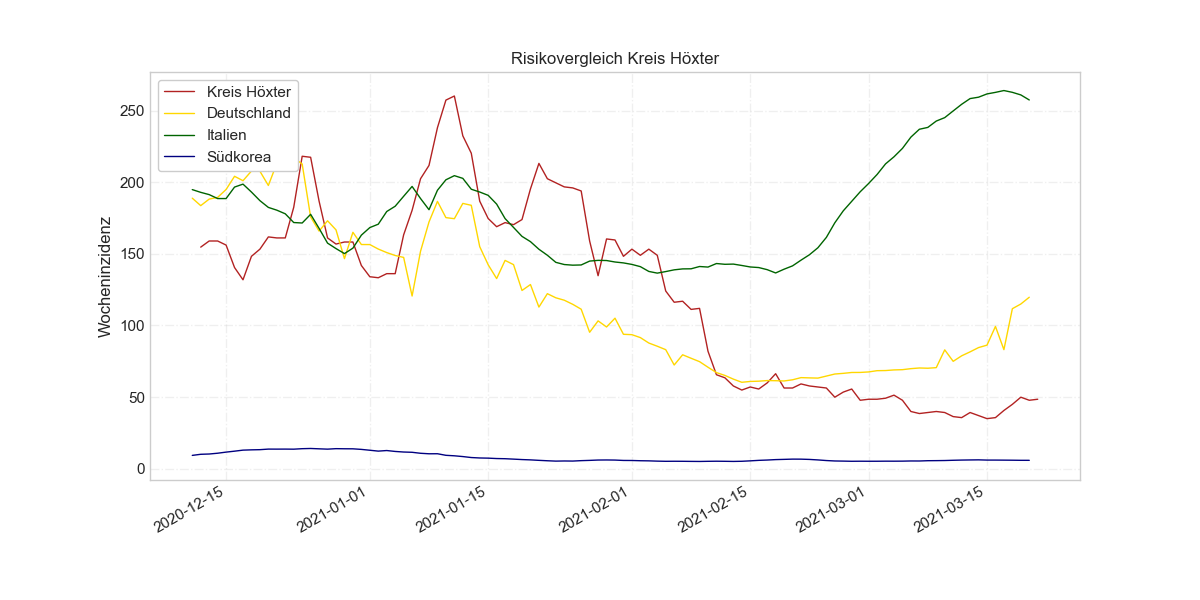 Risikovergleich Kreis Höxter
Kreis Höxter
Deutschland
Italien
Südkorea
Wocheninzidenz
250
200
150
100
50
0
2020-12-15
2021-01-01
2021-01-15
2021-02-01
2021-02-15
2021-03-01
2021-03-15